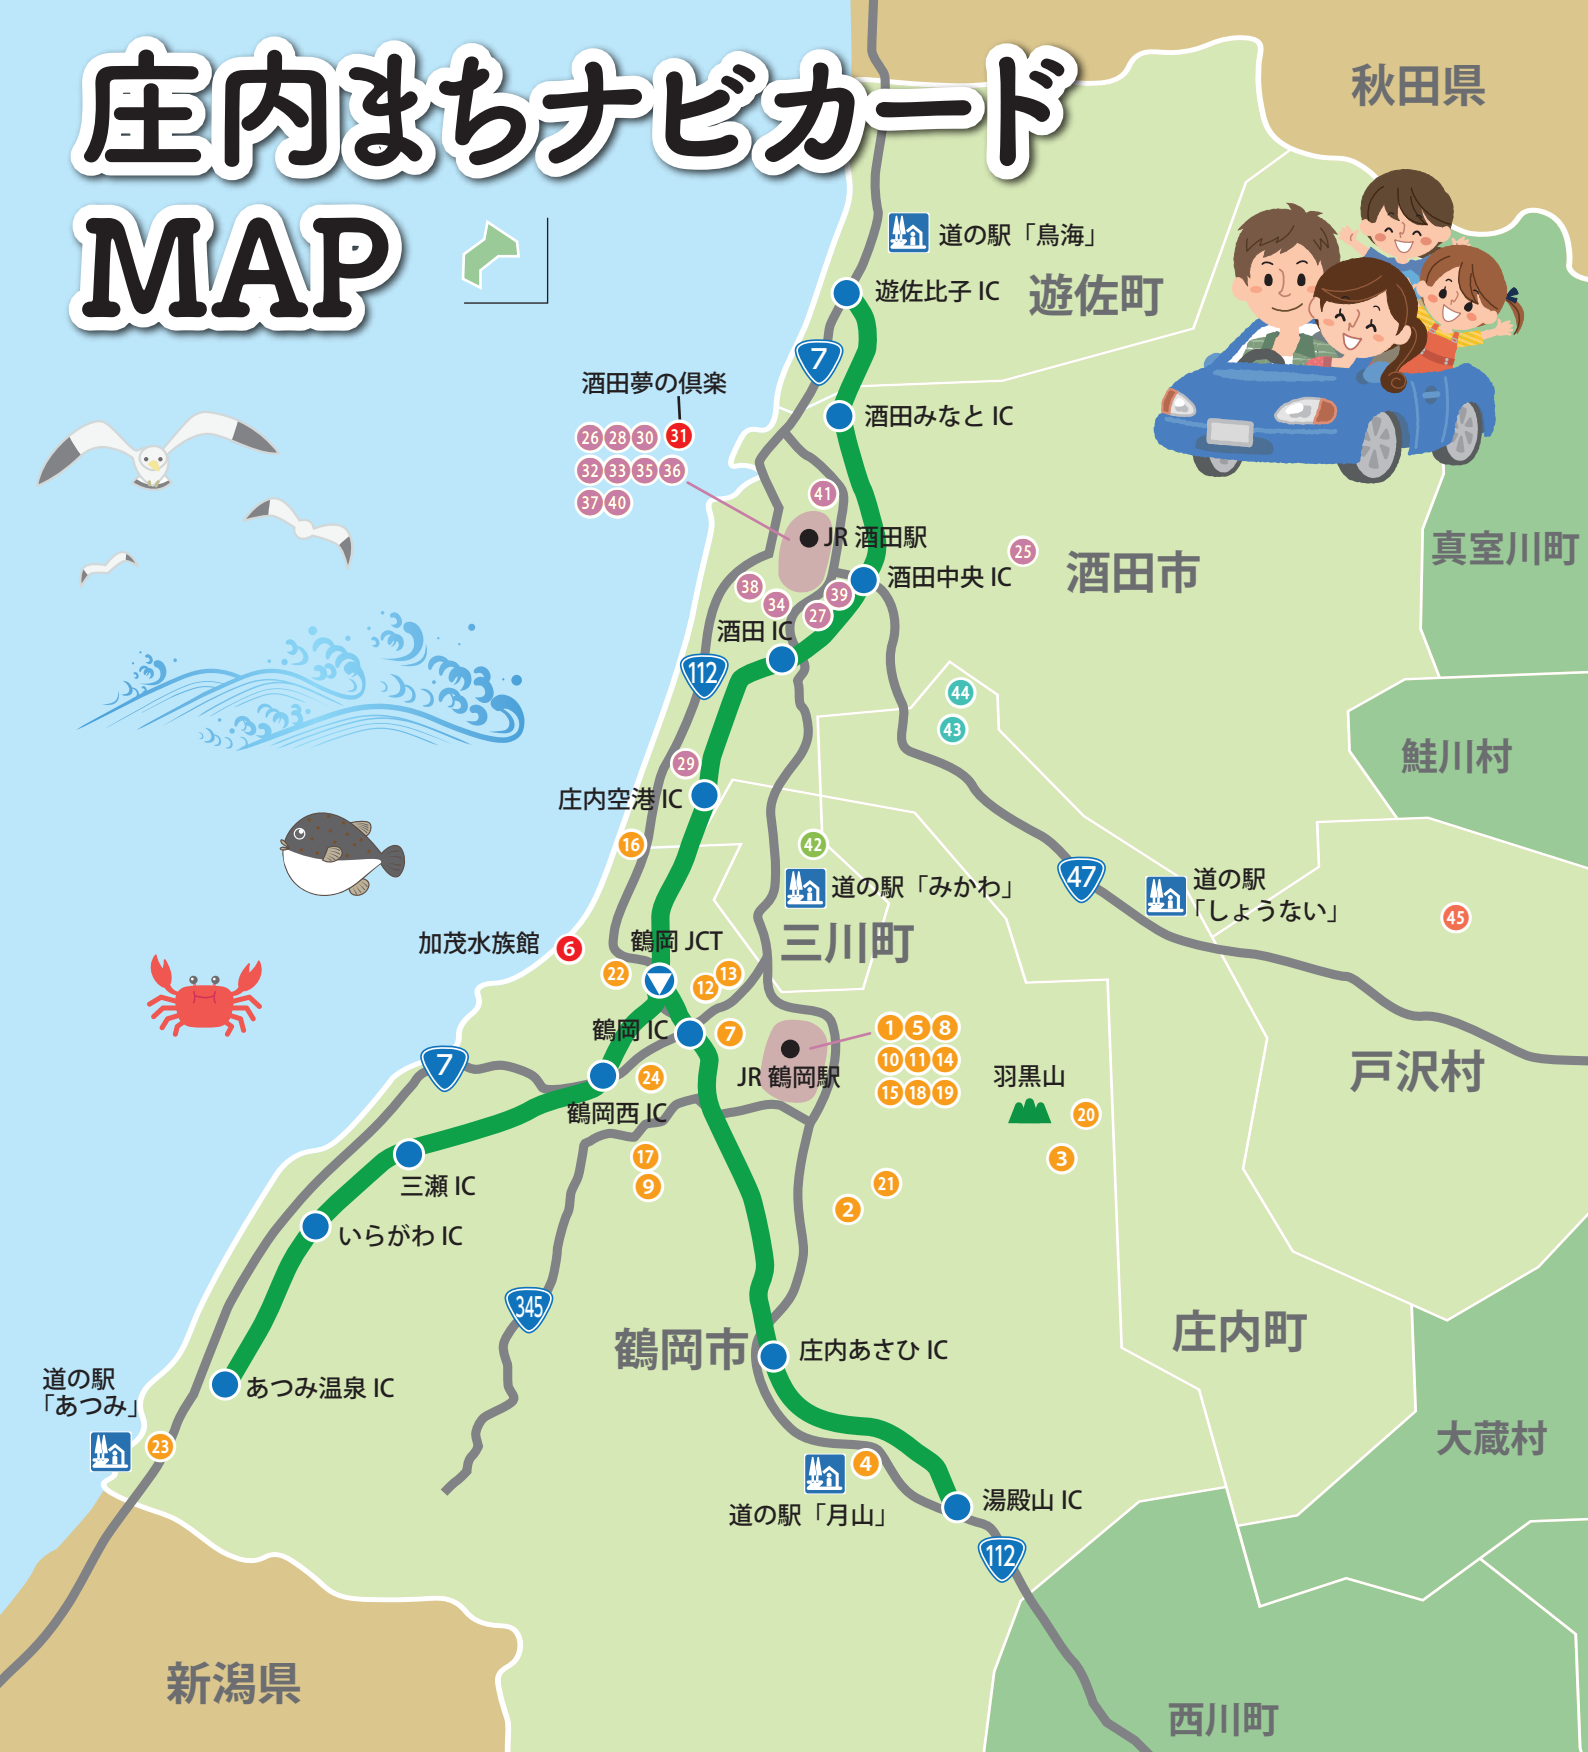 庄内まちナビカード
MAP
秋田県
道の駅「鳥海」
遊佐比子 IC
遊佐町
7
酒田夢の倶楽
酒田みなと IC
26 28 30 31
32 33 35 36
37 40
41
JR 酒田駅
25
酒田中央 IC
酒田市
真室川町
38
34
39
27
酒田 IC
112
44
43
鮭川村
29
庄内空港 IC
16
42
道の駅「みかわ」
47
道の駅
「しょうない」
45
加茂水族館
6
鶴岡 JCT
三川町
22
13
12
鶴岡 IC
7
1 5 8
10 11 14
15 18 19
7
24
JR 鶴岡駅
羽黒山
戸沢村
鶴岡西 IC
20
17
3
9
21
2
三瀬 IC
いらがわ IC
345
鶴岡市
庄内あさひ IC
庄内町
道の駅
「あつみ」
あつみ温泉 IC
23
大蔵村
4
道の駅「月山」
湯殿山 IC
112
新潟県
西川町